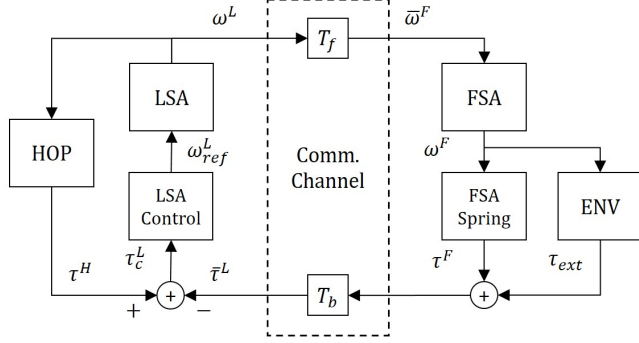 ω^L
T_f
ω̄^F
LSA
FSA
HOP
ω^L_ref
Comm.
Channel
ω^F
LSA
Control
FSA
Spring
ENV
τ^H
τ^L_c
τ̄^L
τ^F
τ_ext
+
+
−
T_b
+